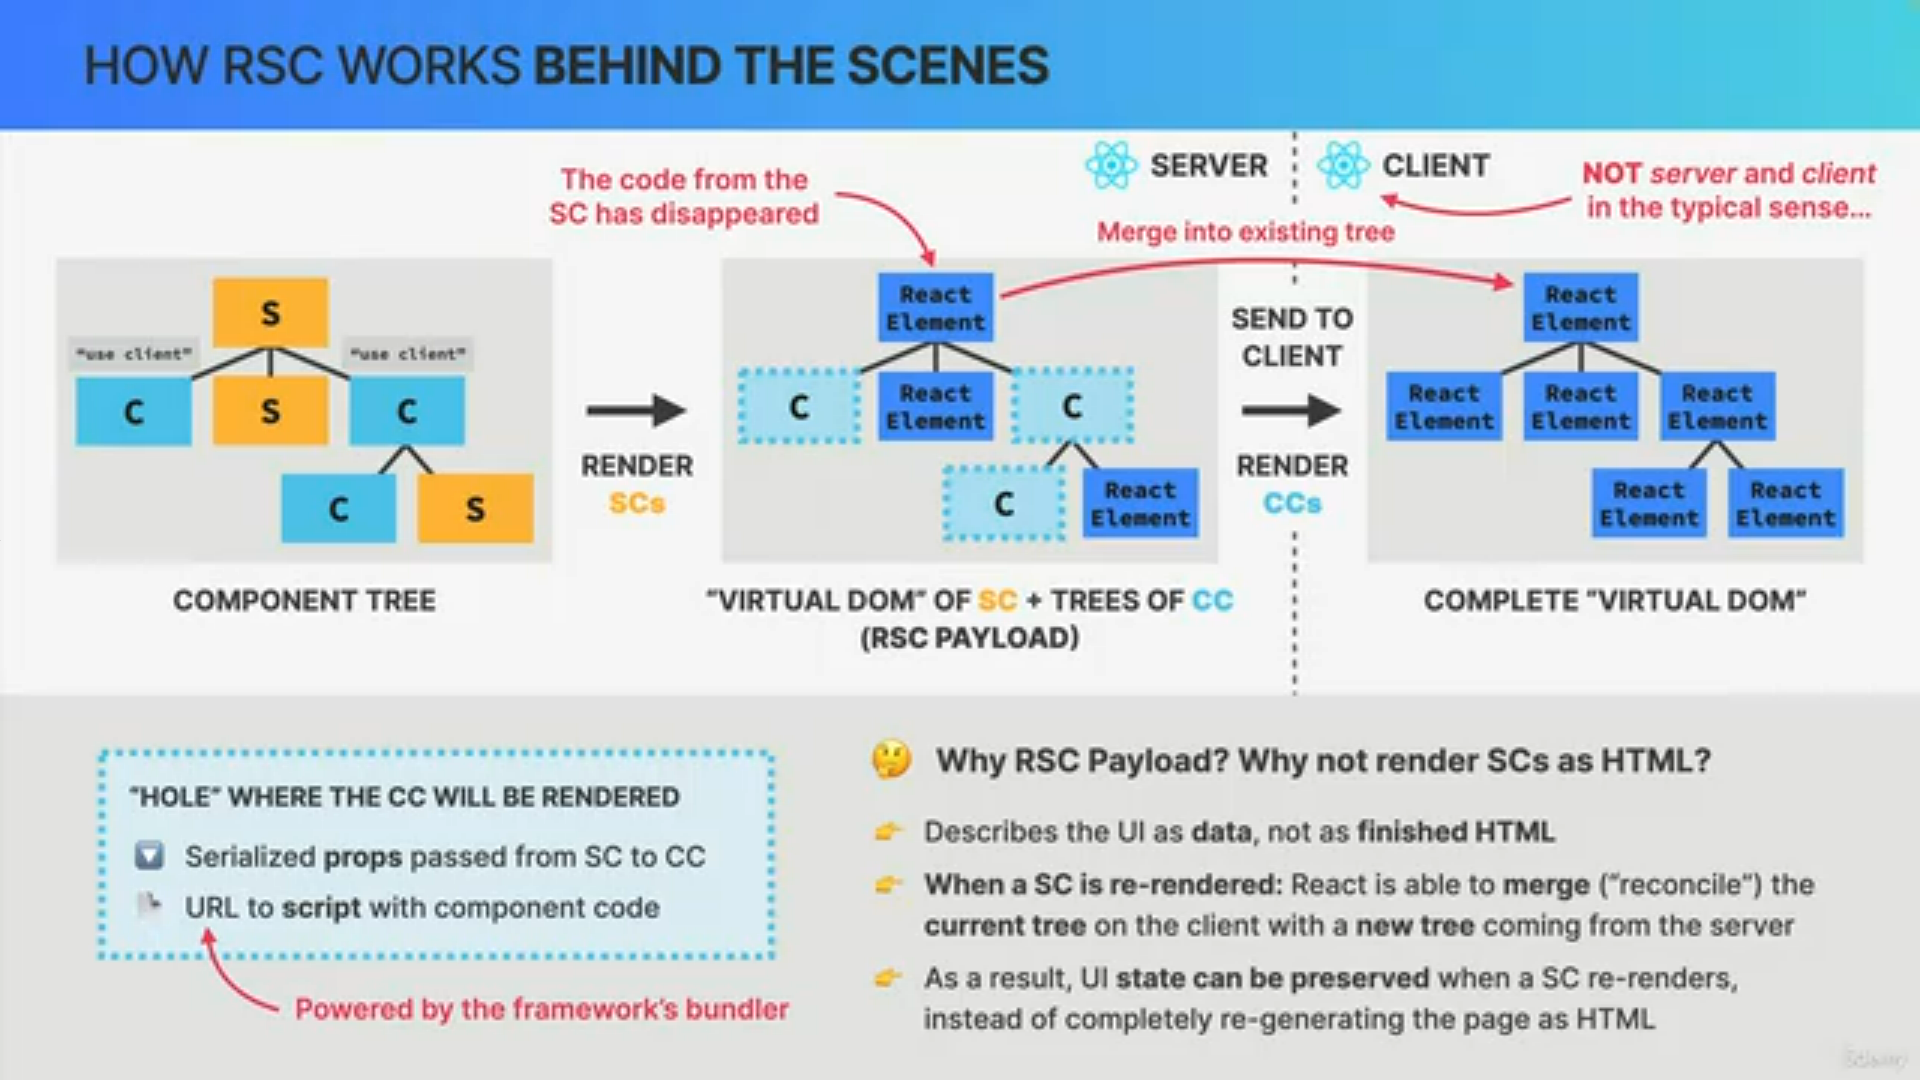 HOW RSC WORKS BEHIND THE SCENES
SERVER
CLIENT
The code from the
SC has disappeared
NOT server and client
in the typical sense...
Merge into existing tree
S
"use client"
"use client"
C
S
C
C
S
COMPONENT TREE
RENDER
SCs
React
Element
C
React
Element
C
C
React
Element
"VIRTUAL DOM" OF SC + TREES OF CC
(RSC PAYLOAD)
SEND TO
CLIENT
RENDER
CCs
React
Element
React
Element
React
Element
React
Element
React
Element
React
Element
COMPLETE "VIRTUAL DOM"
"HOLE" WHERE THE CC WILL BE RENDERED
Serialized props passed from SC to CC
URL to script with component code
Powered by the framework's bundler
Why RSC Payload? Why not render SCs as HTML?
Describes the UI as data, not as finished HTML
When a SC is re-rendered: React is able to merge ("reconcile") the
current tree on the client with a new tree coming from the server
As a result, UI state can be preserved when a SC re-renders,
instead of completely re-generating the page as HTML